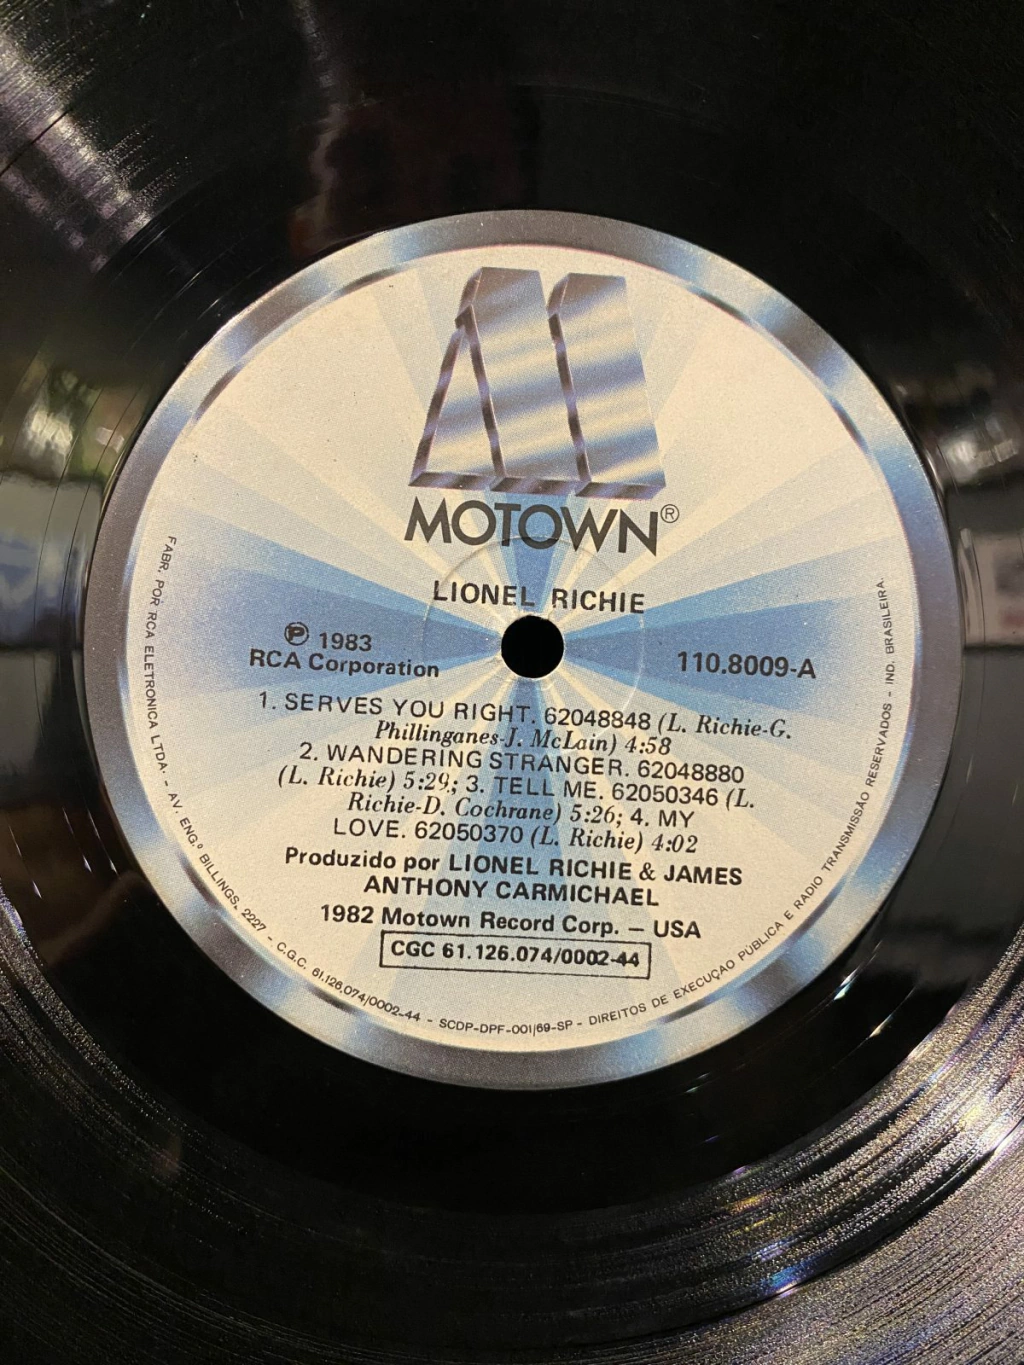 MOTOWN®
LIONEL RICHIE
℗ 1983
RCA Corporation
110.8009-A
1. SERVES YOU RIGHT. 62048848 (L. Richie-G.
Phillinganes-J. McLain) 4:58
2. WANDERING STRANGER. 62048880
(L. Richie) 5:29; 3. TELL ME. 62050346 (L.
Richie-D. Cochrane) 5:26; 4. MY
LOVE. 62050370 (L. Richie) 4:02
Produzido por LIONEL RICHIE & JAMES
ANTHONY CARMICHAEL
1982 Motown Record Corp. — USA
CGC 61.126.074/0002-44
FABR. POR RCA ELETRONICA LTDA. - AV. ENG.º BILLINGS, 2227 - C.G.C. 61.126.074/0002-44 - SCDP-DPF-001/69-SP - DIREITOS DE EXECUÇAO PÚBLICA E RADIO TRANSMISSÃO RESERVADOS - IND. BRASILEIRA